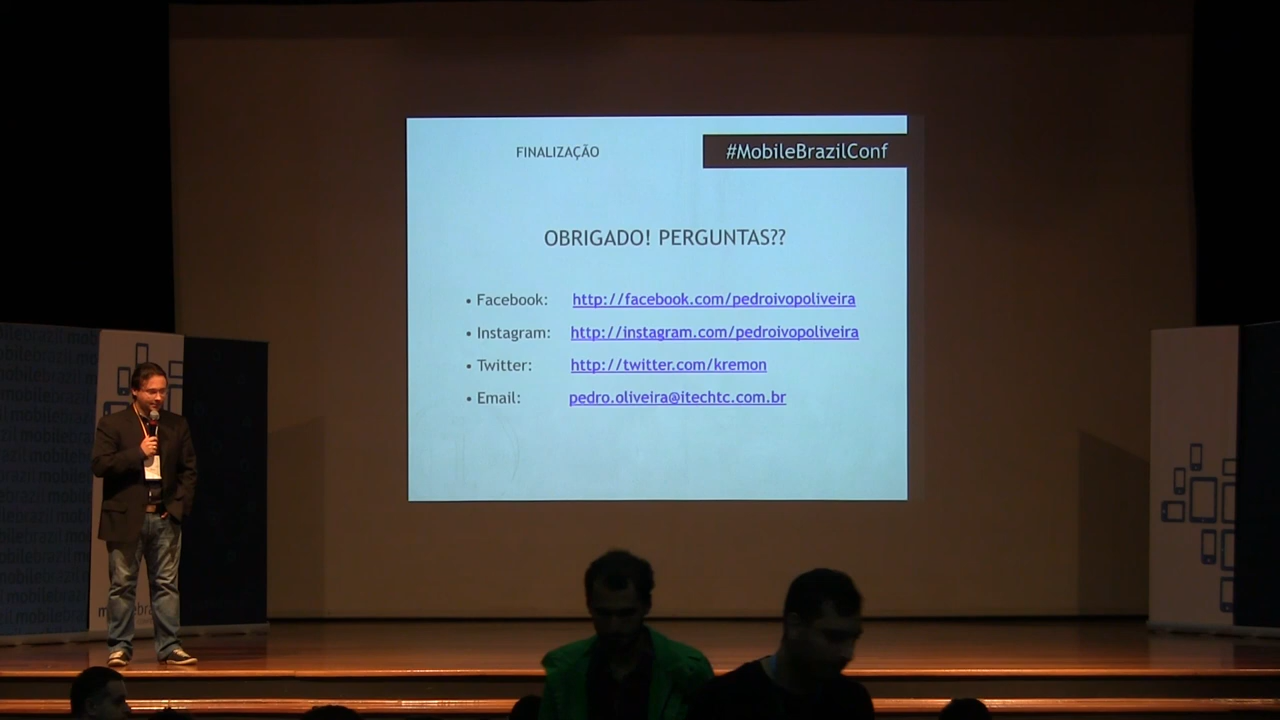 FINALIZAÇÃO
#MobileBrazilConf
OBRIGADO! PERGUNTAS??
• Facebook: http://facebook.com/pedroivopoliveira
• Instagram: http://instagram.com/pedroivopoliveira
• Twitter: http://twitter.com/kremon
• Email: pedro.oliveira@itechtc.com.br